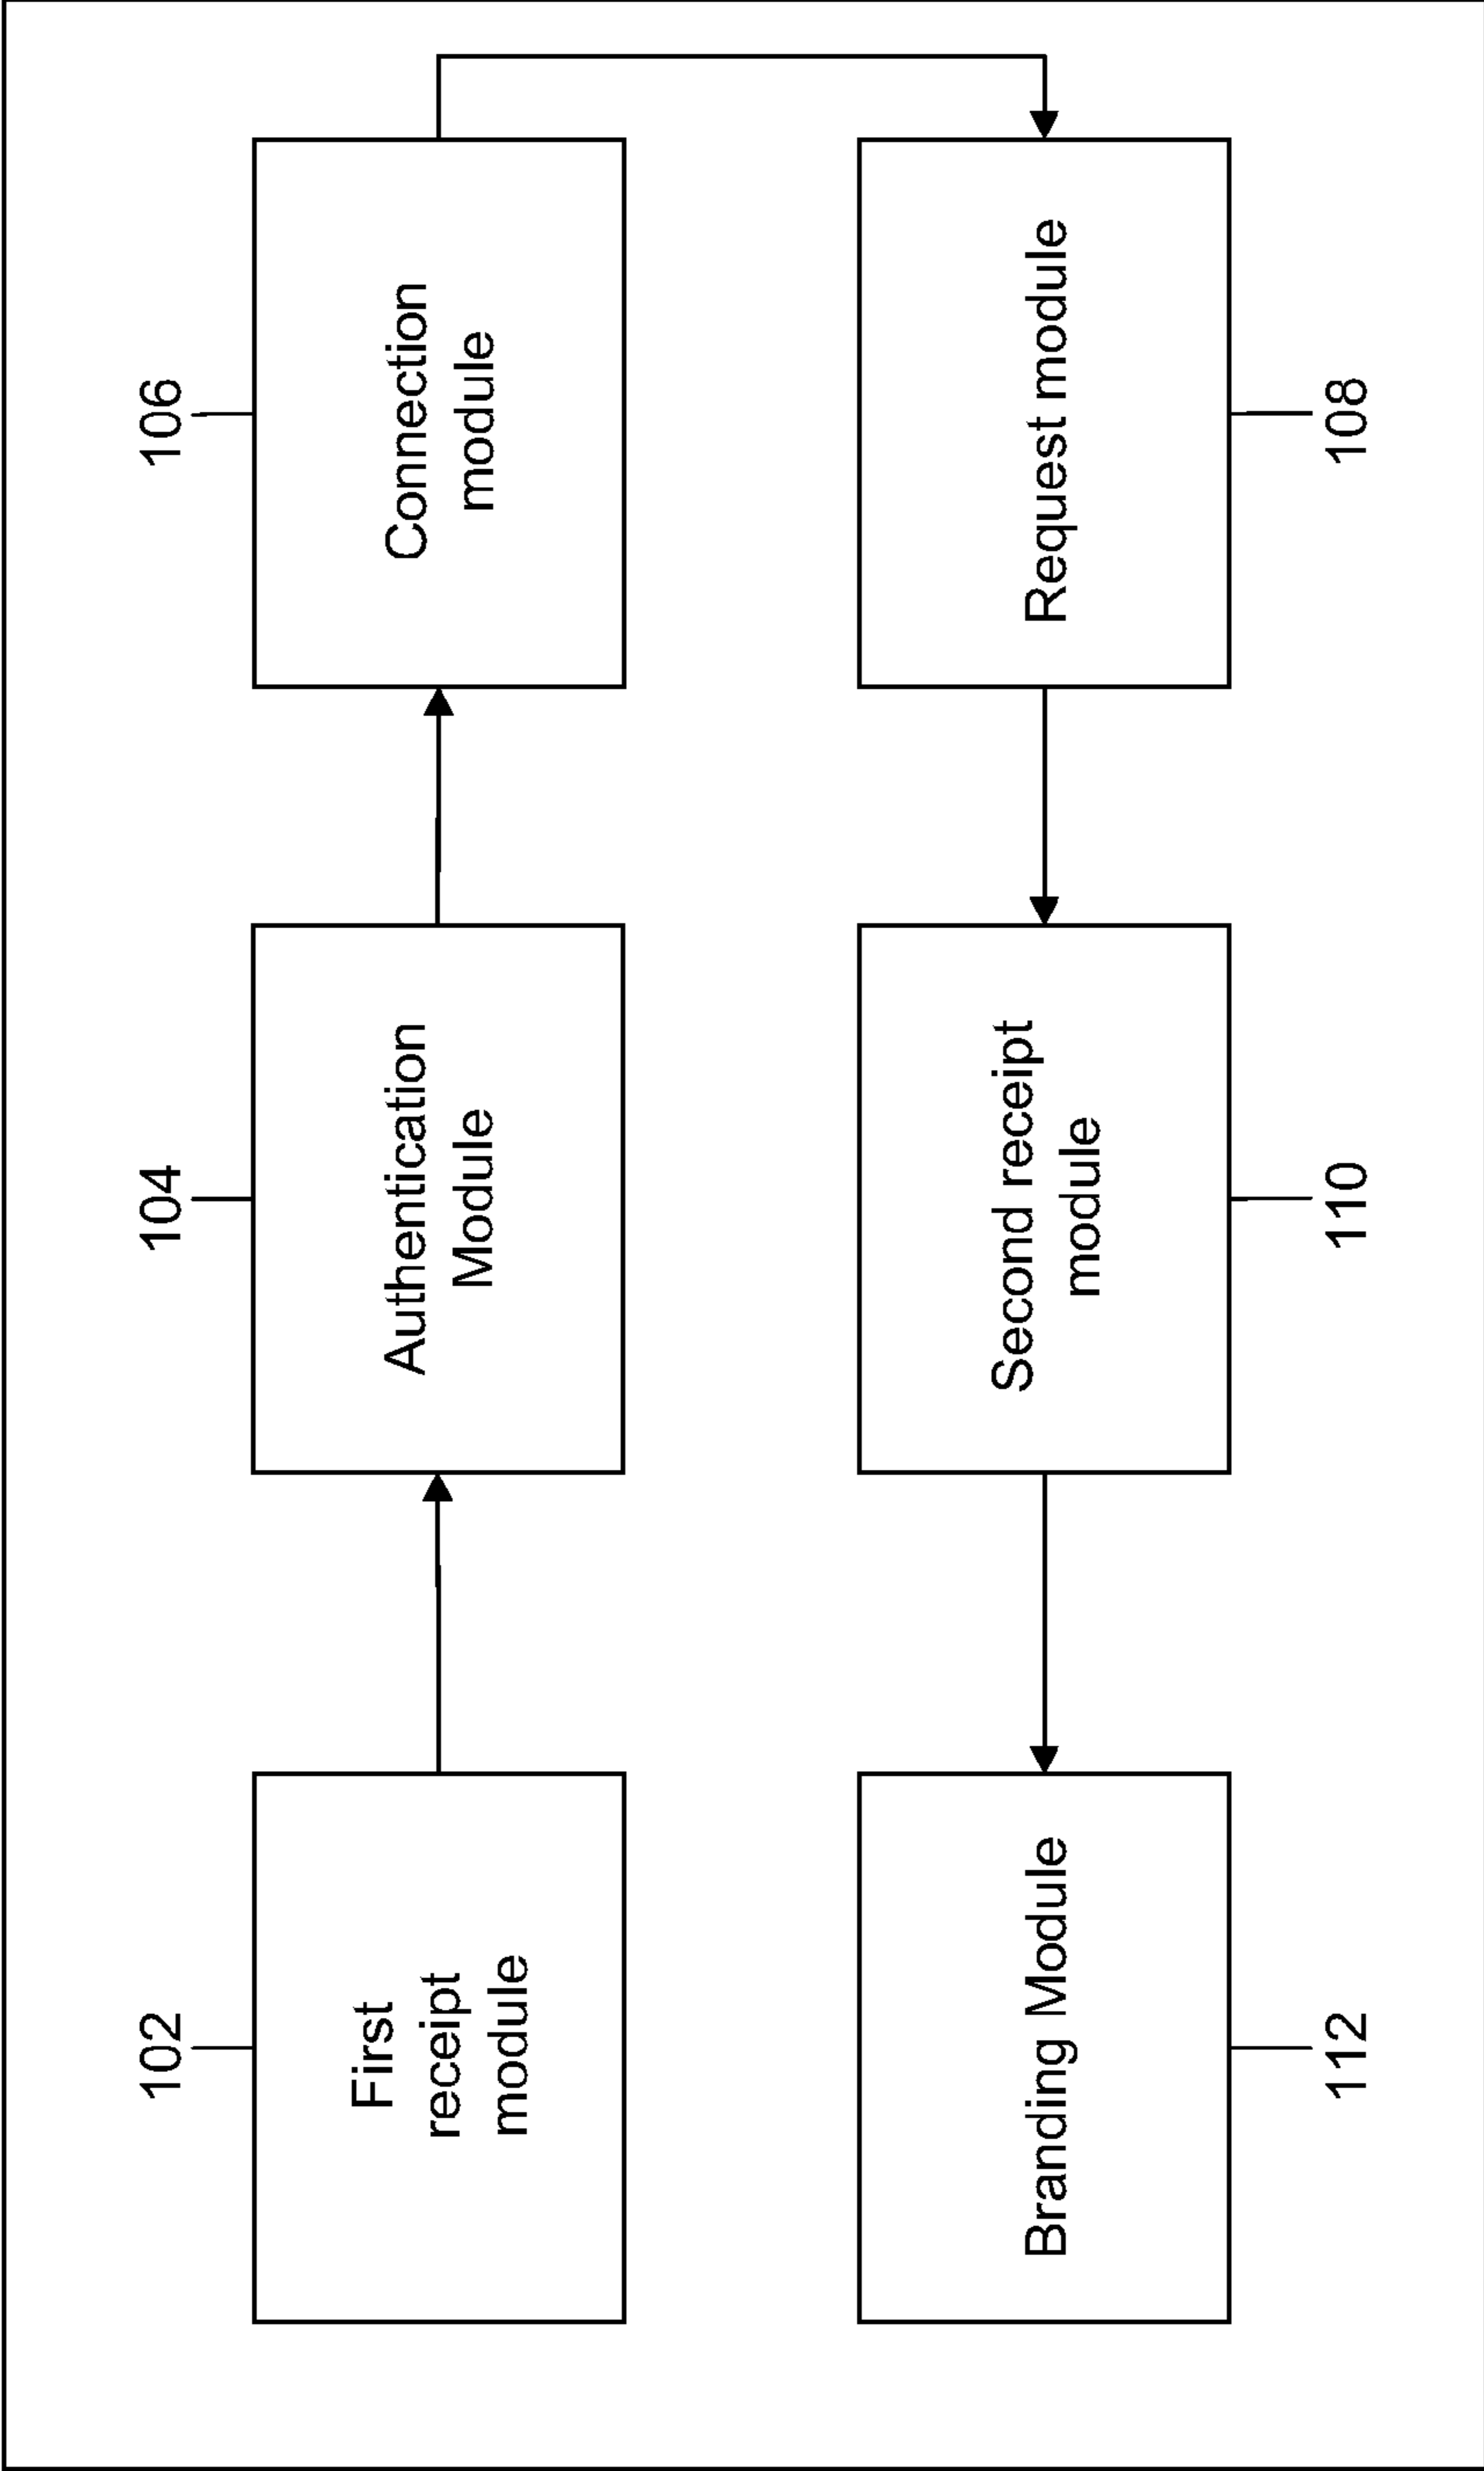 102
104
106
First
receipt
module
Authentication
Module
Connection
module
Branding Module
Second receipt
module
Request module
112
110
108